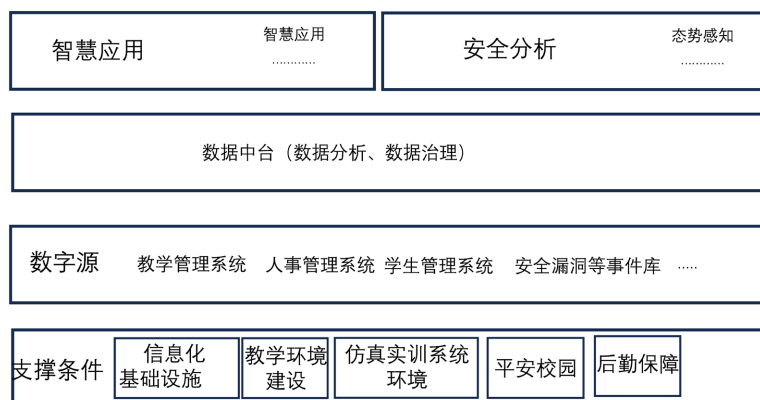 智慧应用
智慧应用
…………
安全分析
态势感知
…………
数据中台（数据分析、数据治理）
数字源 教学管理系统 人事管理系统 学生管理系统 安全漏洞等事件库 .....
支撑条件
信息化
基础设施
教学环境
建设
仿真实训系统
环境
平安校园
后勤保障